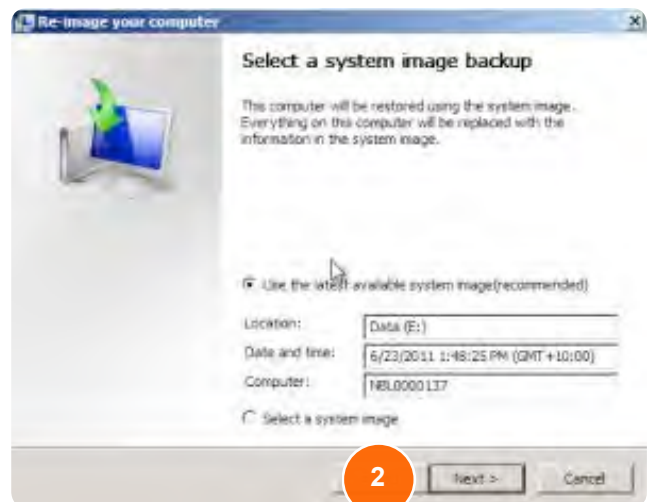 Re-image your computer
Select a system image backup
This computer will be restored using the system image.
Everything on this computer will be replaced with the
information in the system image.
Use the latest available system image(recommended)
Location:
Data (E:)
Date and time:
6/23/2011 1:48:25 PM (GMT+10:00)
Computer:
NBL0000137
Select a system image
2
Next >
Cancel